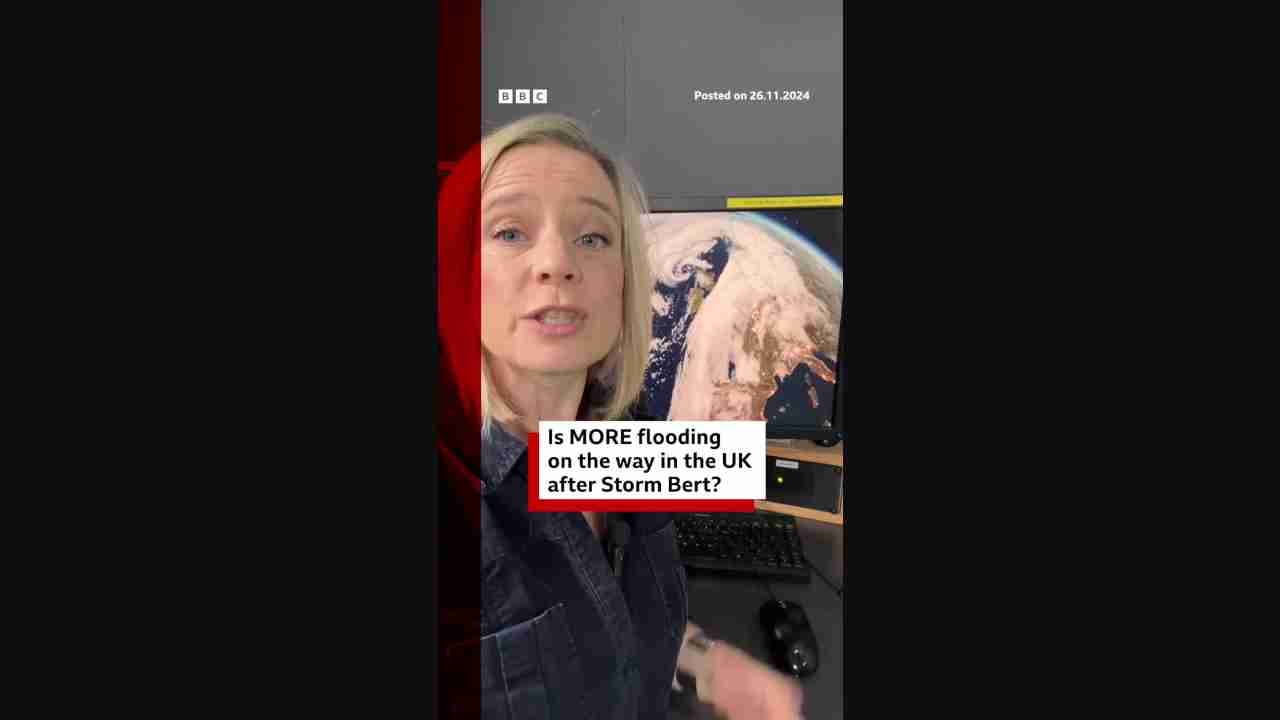 BBC
Posted on 26.11.2024
Is MORE flooding
on the way in the UK
after Storm Bert?